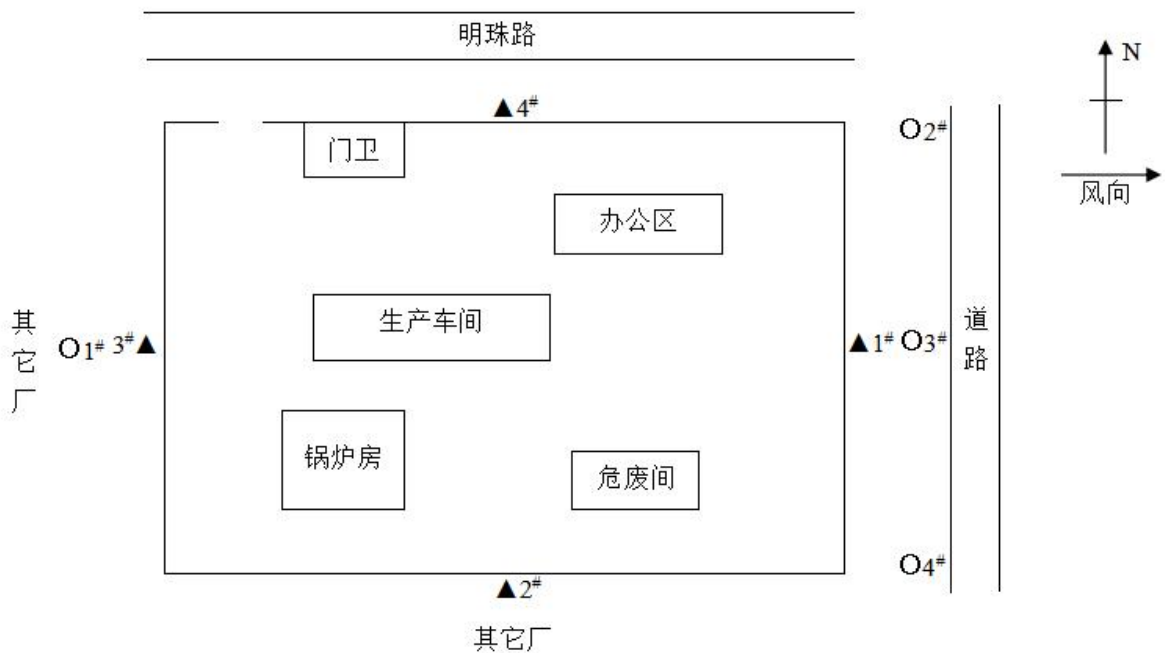 明珠路
N
▲4#
O2#
门卫
风向
办公区
其它厂
生产车间
道路
O1# 3#▲
▲1# O3#
锅炉房
危废间
O4#
▲2#
其它厂